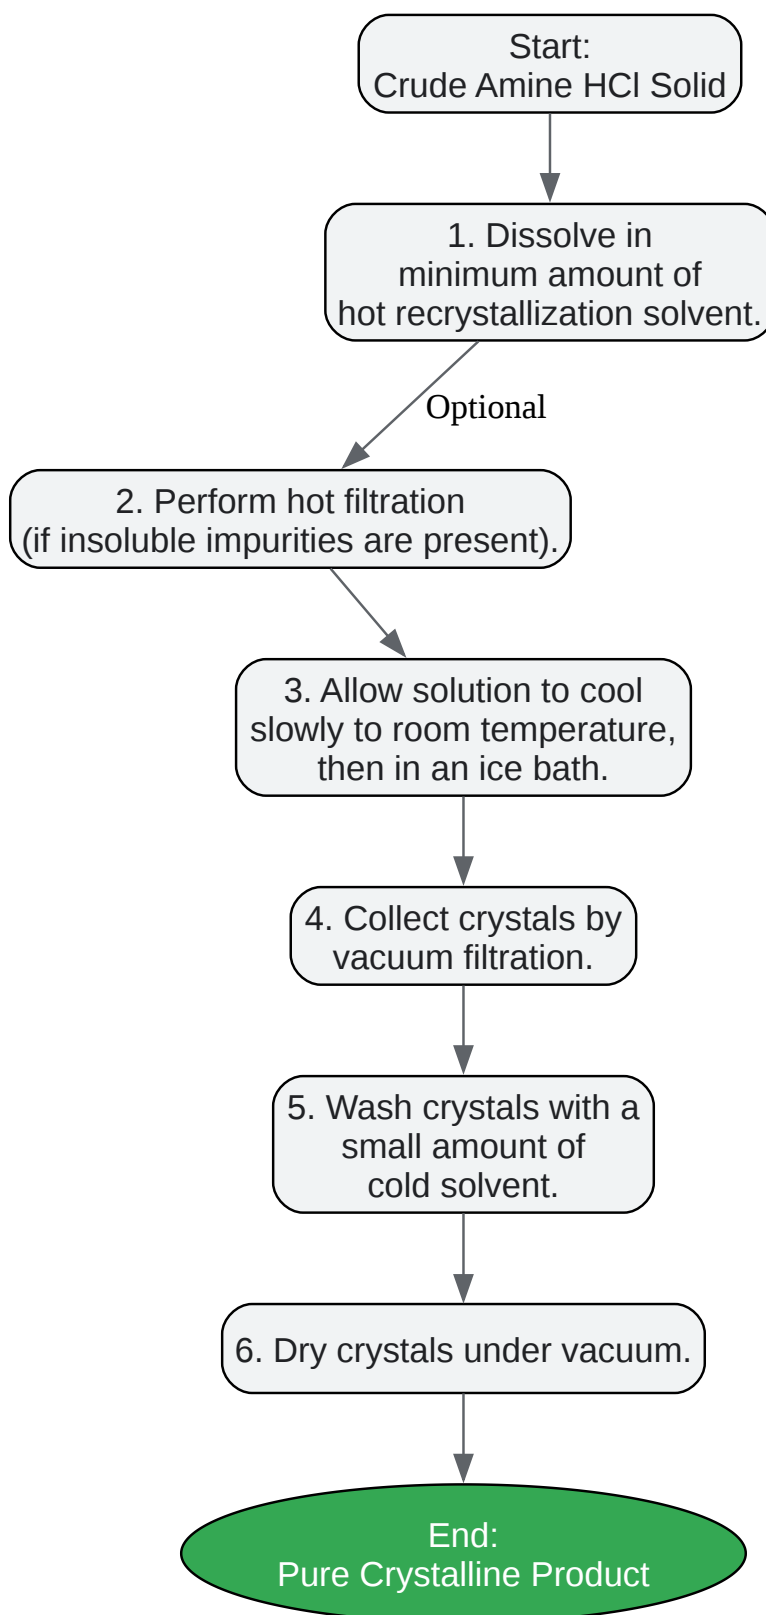 Start:
Crude Amine HCl Solid
1. Dissolve in
minimum amount of
hot recrystallization solvent.
Optional
2. Perform hot filtration
(if insoluble impurities are present).
3. Allow solution to cool
slowly to room temperature,
then in an ice bath.
4. Collect crystals by
vacuum filtration.
5. Wash crystals with a
small amount of
cold solvent.
6. Dry crystals under vacuum.
End:
Pure Crystalline Product